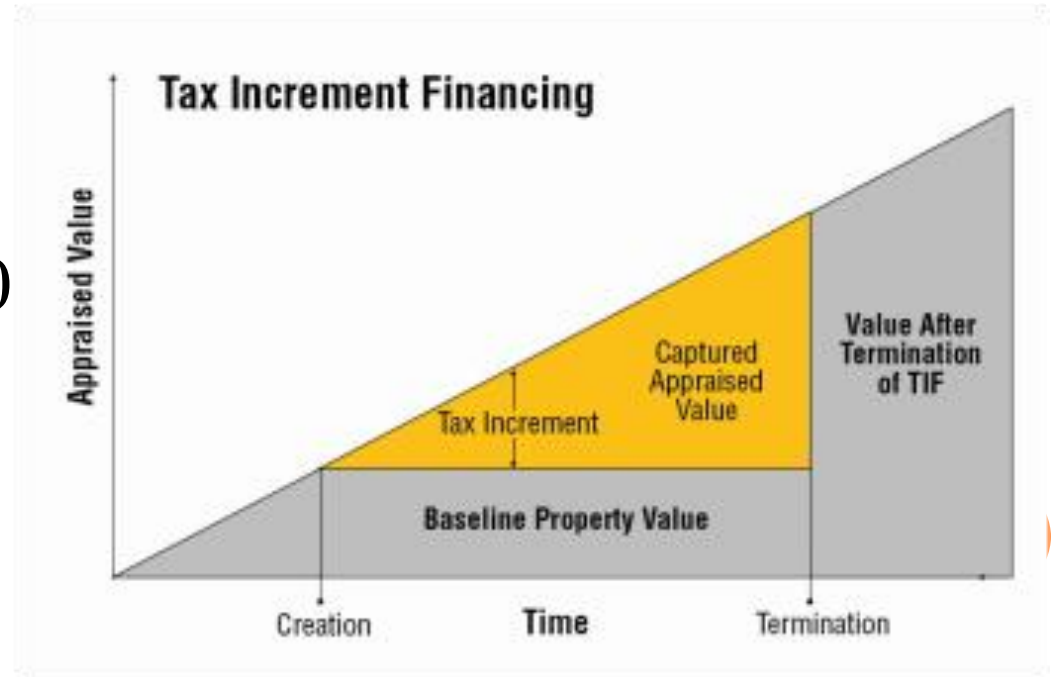 Tax Increment Financing
Appraised Value
)
Value After
Termination
of TIF
Captured
Appraised
Value
Tax Increment
Baseline Property Value
Creation
Time
Termination